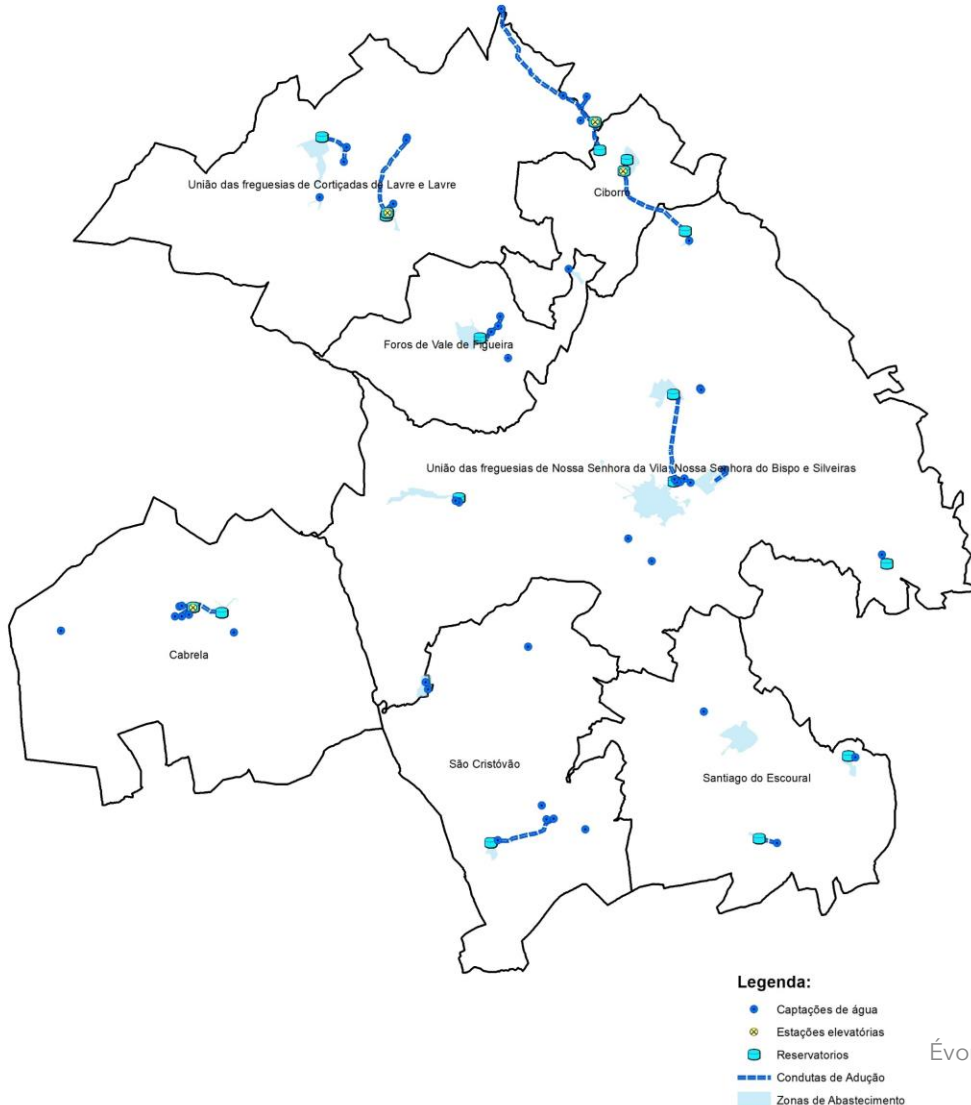 União das freguesias de Cortiçadas de Lavre e Lavre
Ciborro
Foros de Vale de Figueira
União das freguesias de Nossa Senhora da Vila, Nossa Senhora do Bispo e Silveiras
Cabrela
São Cristóvão
Santiago do Escoural
Legenda:
Captações de água
Estações elevatórias
Reservatorios
Condutas de Adução
Zonas de Abastecimento
Évo